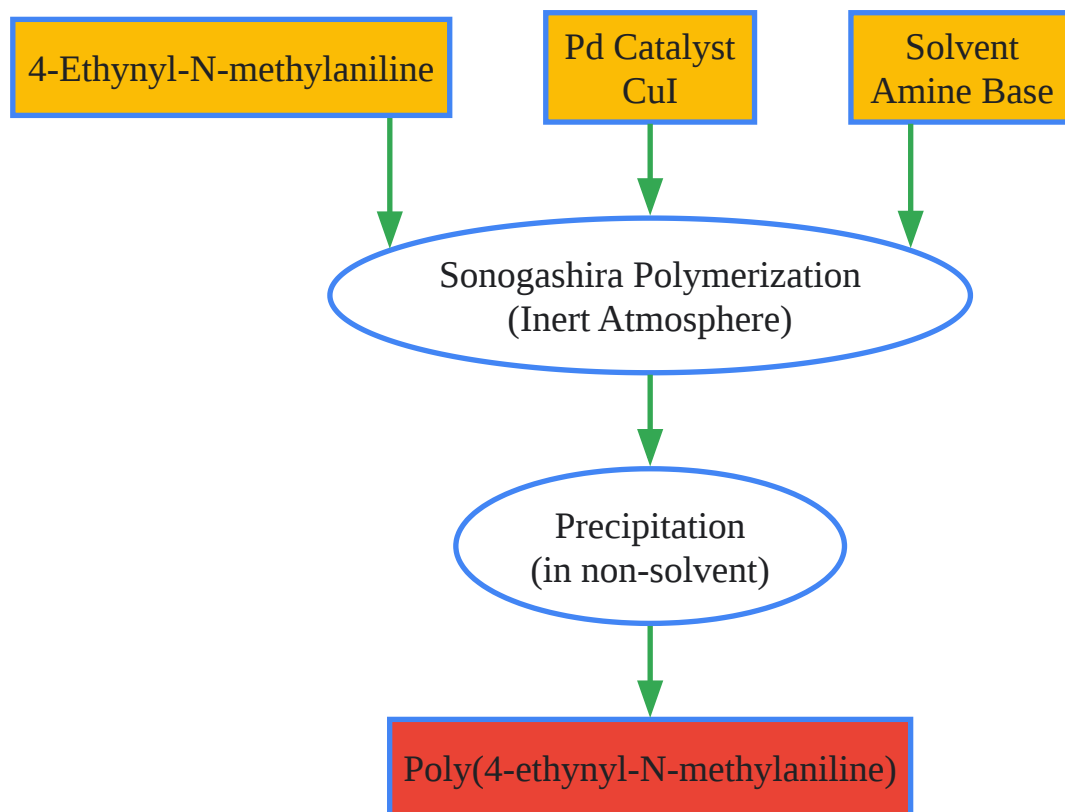 4-Ethynyl-N-methylaniline
Pd Catalyst
CuI
Solvent
Amine Base
Sonogashira Polymerization
(Inert Atmosphere)
Precipitation
(in non-solvent)
Poly(4-ethynyl-N-methylaniline)